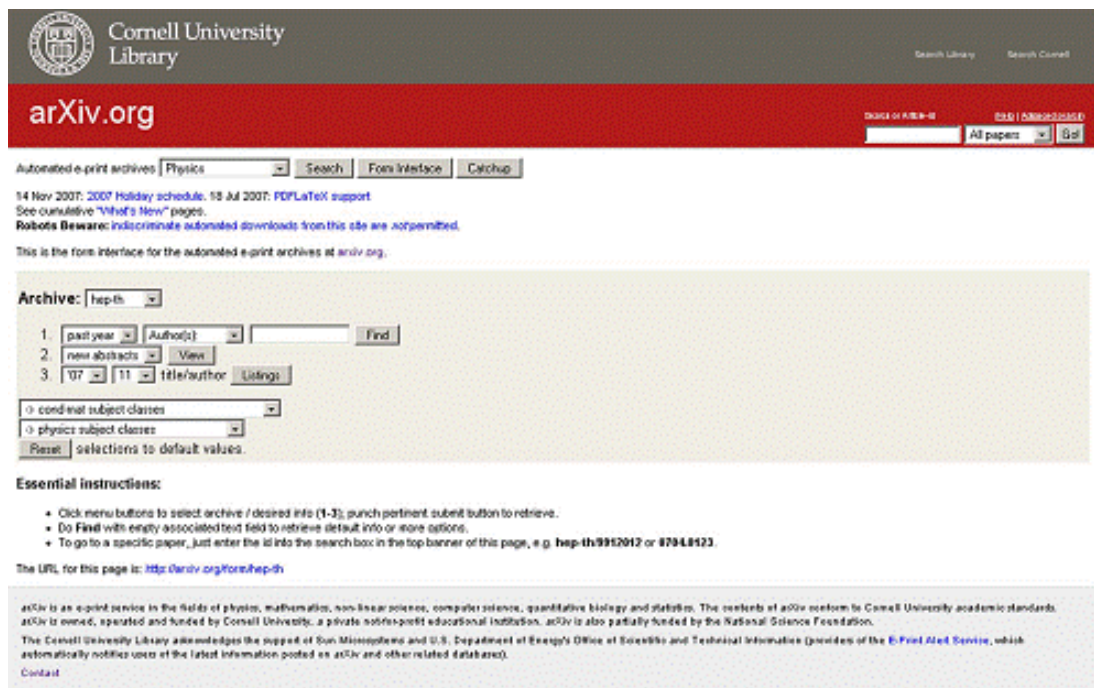 Cornell University
Library
Search Library Search Cornell
arXiv.org
Search or Article-id Help | Advanced search
All papers Go!
Automated e-print archives Physics Search Form Interface Catchup
14 Nov 2007: 2007 Holiday schedule. 18 Jul 2007: PDFLaTeX support
See cumulative "What's New" pages.
Robots Beware: indiscriminate automated downloads from this site are not permitted.
This is the form interface for the automated e-print archives at arxiv.org.
Archive: hep-th
1. past year Author(s): Find
2. new abstracts View
3. '07 11 title/author Listings
cond-mat subject classes
physics subject classes
Reset selections to default values.
Essential instructions:
• Click menu buttons to select archive / desired info (1-3); punch pertinent submit button to retrieve.
• Do Find with empty associated text field to retrieve default info or more options.
• To go to a specific paper, just enter the id into the search box in the top banner of this page, e.g. hep-th/9912012 or 0704.0123.
The URL for this page is: http://arxiv.org/form/hep-th
arXiv is an e-print service in the fields of physics, mathematics, non-linear science, computer science, quantitative biology and statistics. The contents of arXiv conform to Cornell University academic standards.
arXiv is owned, operated and funded by Cornell University, a private not-for-profit educational institution. arXiv is also partially funded by the National Science Foundation.
The Cornell University Library acknowledges the support of Sun Microsystems and U.S. Department of Energy's Office of Scientific and Technical Information (providers of the E-Print Alert Service, which
automatically notifies users of the latest information posted on arXiv and other related databases).
Contact